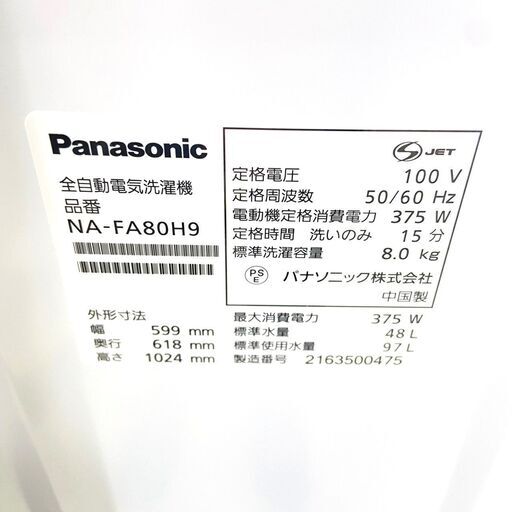 Panasonic
全自動電気洗濯機
品番
NA-FA80H9
外形寸法
幅 599 mm
奥行 618 mm
高さ 1024 mm
S JET
定格電圧 100 V
定格周波数 50/60 Hz
電動機定格消費電力 375 W
定格時間 洗いのみ 15 分
標準洗濯容量 8.0 kg
PS E パナソニック株式会社
中国製
最大消費電力 375 W
標準水量 48 L
標準使用水量 97 L
製造番号 2163500475